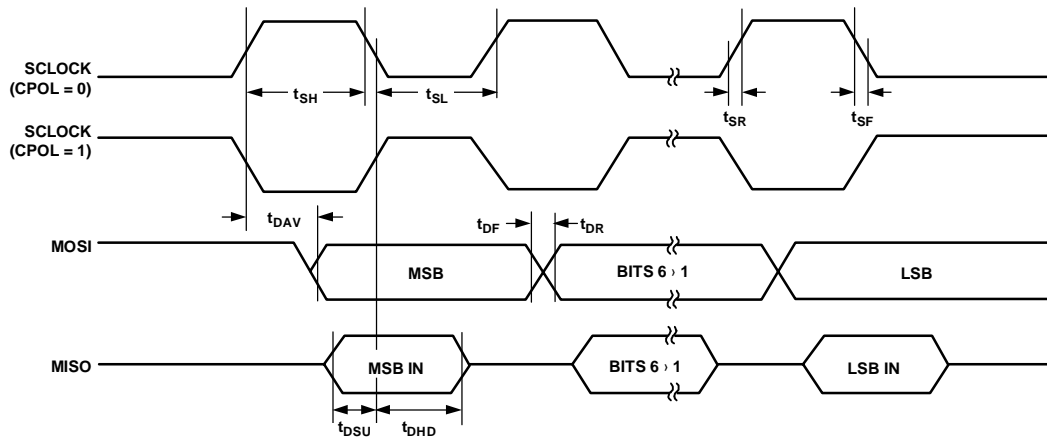 SCLOCK
(CPOL = 0)
tSH
tSL
tSR
tSF
SCLOCK
(CPOL = 1)
tDAV
tDF
tDR
MOSI
MSB
BITS 6 › 1
LSB
MISO
MSB IN
BITS 6 › 1
LSB IN
tDSU
tDHD